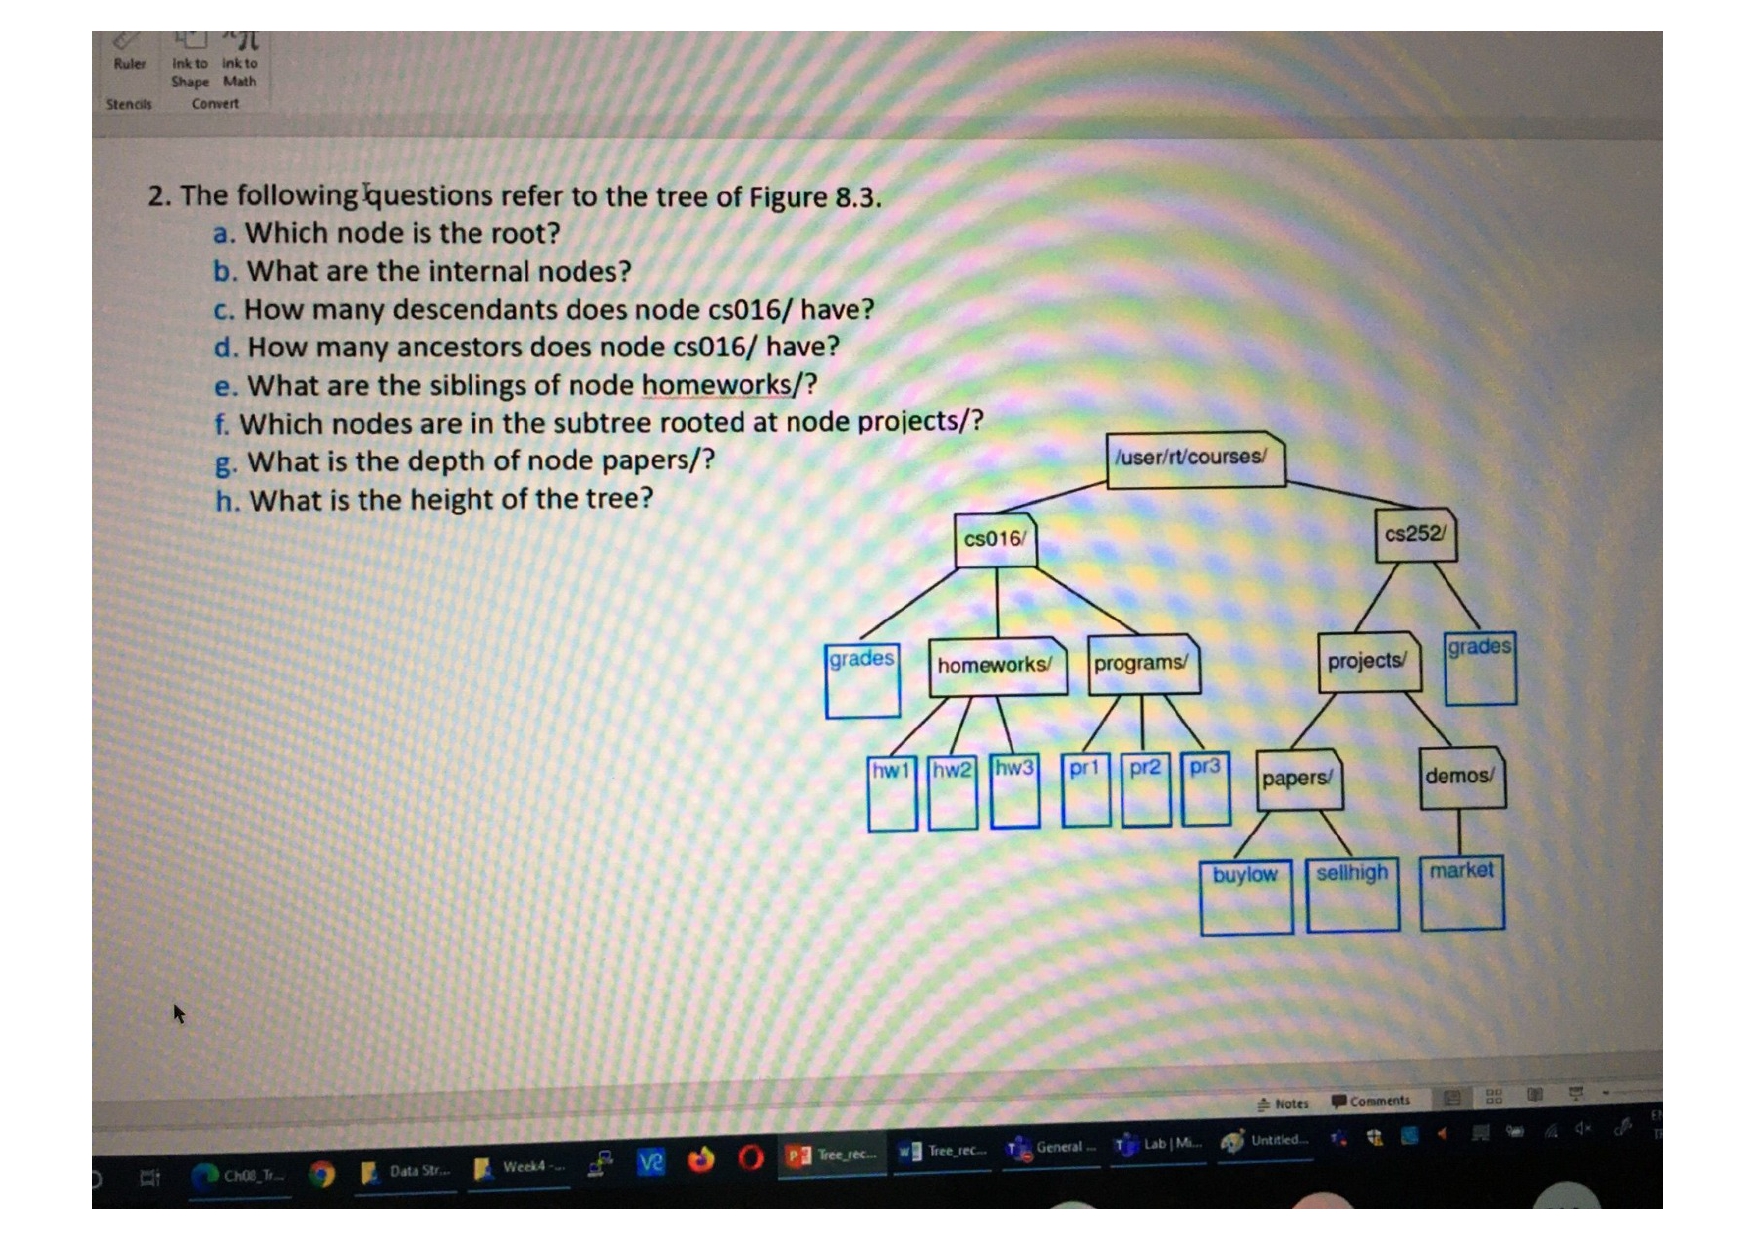 Ruler
Ink to Ink to
Shape Math
Stencils
Convert
2. The following questions refer to the tree of Figure 8.3.
a. Which node is the root?
b. What are the internal nodes?
c. How many descendants does node cs016/ have?
d. How many ancestors does node cs016/ have?
e. What are the siblings of node homeworks/?
f. Which nodes are in the subtree rooted at node projects/?
g. What is the depth of node papers/?
h. What is the height of the tree?
/user/rt/courses/
cs016/
cs252/
grades
homeworks/
programs/
projects/
grades
hw1
hw2
hw3
pr1
pr2
pr3
papers/
demos/
buylow
sellhigh
market
Notes
Comments
Ch08_Tr...
Data Str...
Week4 -...
Tree_rec...
Tree_rec...
General ...
Lab | Mi...
Untitled...